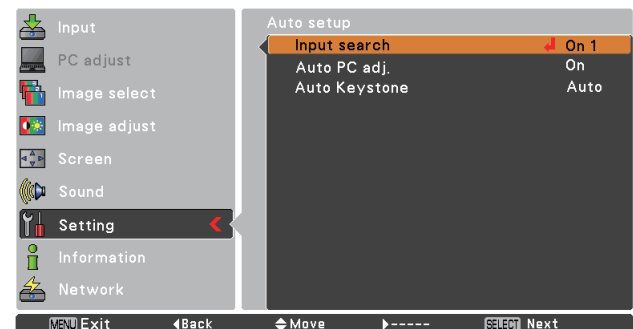 Input
PC adjust
Image select
Image adjust
Screen
Sound
Setting
Information
Network
Auto setup
Input search On 1
Auto PC adj. On
Auto Keystone Auto
MENU Exit Back Move ----- SELECT Next